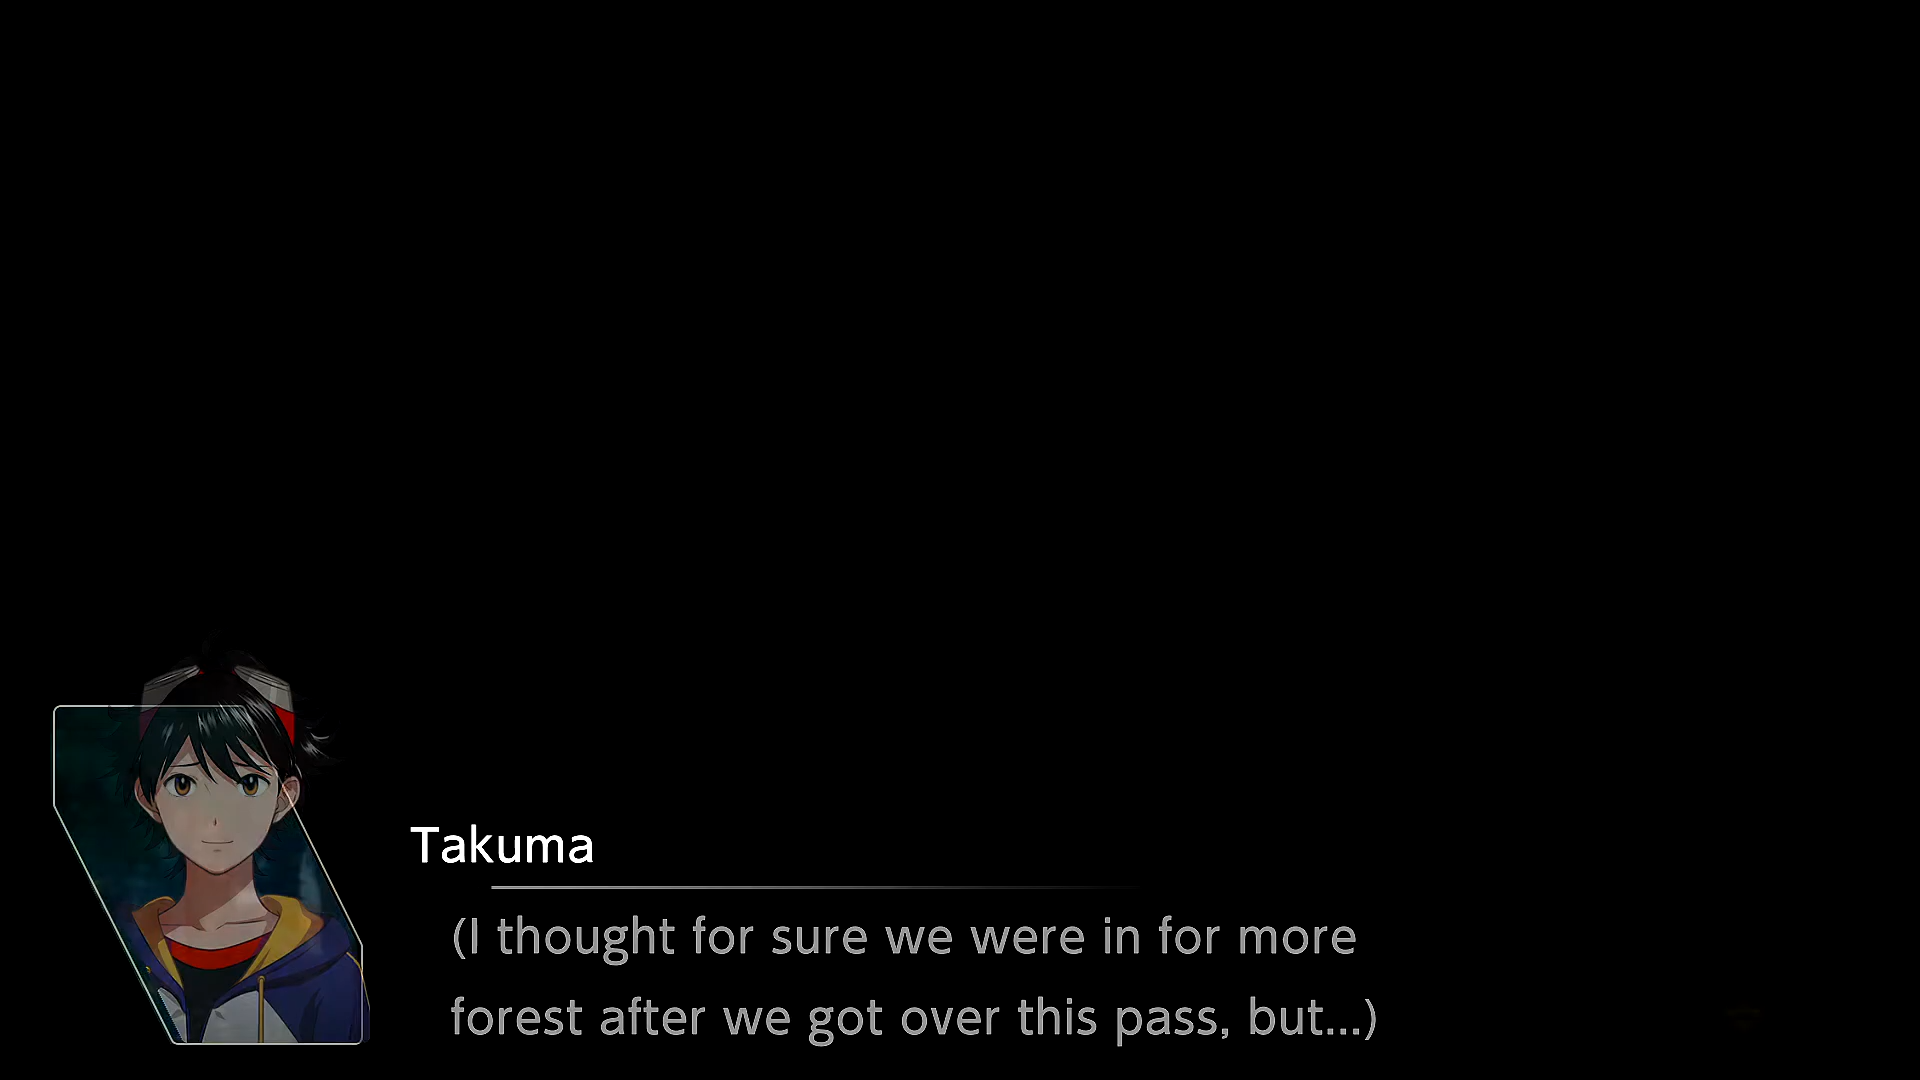 Takuma
(I thought for sure we were in for more
forest after we got over this pass, but...)